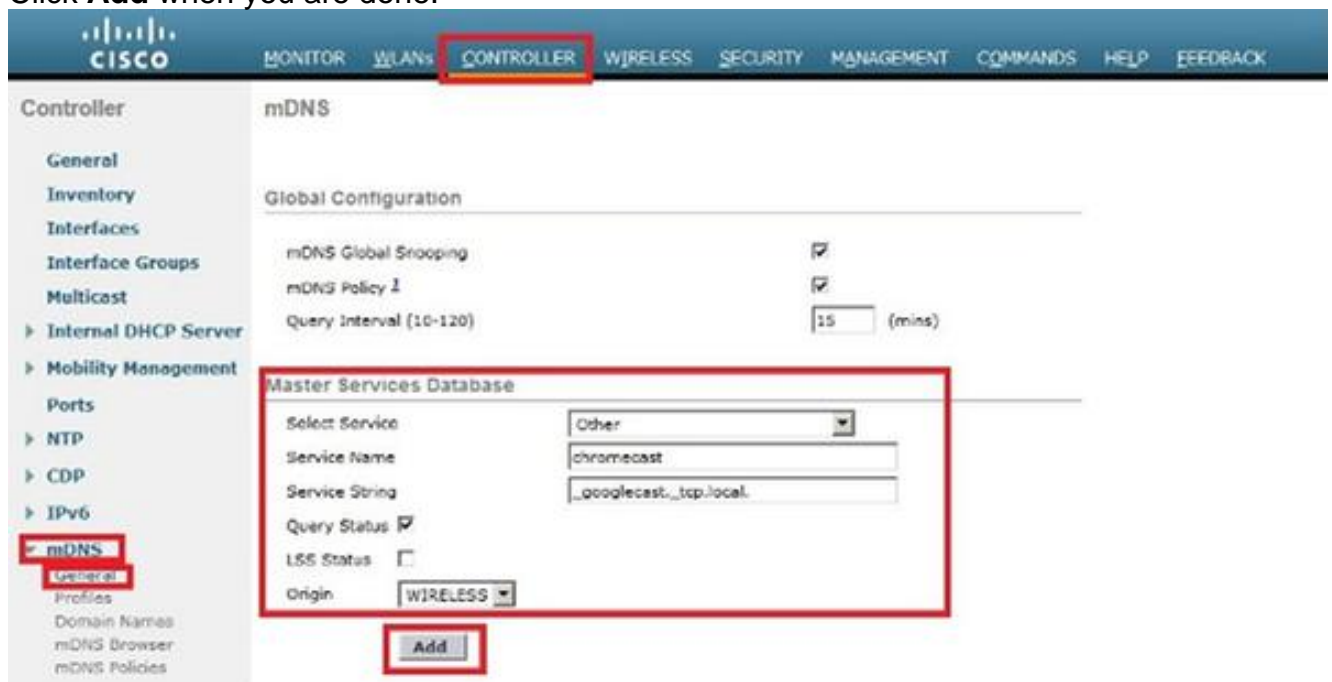 Click Add when you are done.
CISCO
MONITOR WLANs CONTROLLER WIRELESS SECURITY MANAGEMENT COMMANDS HELP FEEDBACK
Controller
General
Inventory
Interfaces
Interface Groups
Multicast
Internal DHCP Server
Mobility Management
Ports
NTP
CDP
IPv6
mDNS
General
Profiles
Domain Names
mDNS Browser
mDNS Policies
mDNS
Global Configuration
mDNS Global Snooping
mDNS Policy 1
Query Interval (10-120) 15 (mins)
Master Services Database
Select Service Other
Service Name chromecast
Service String _googlecast._tcp.local.
Query Status
LSS Status
Origin WIRELESS
Add